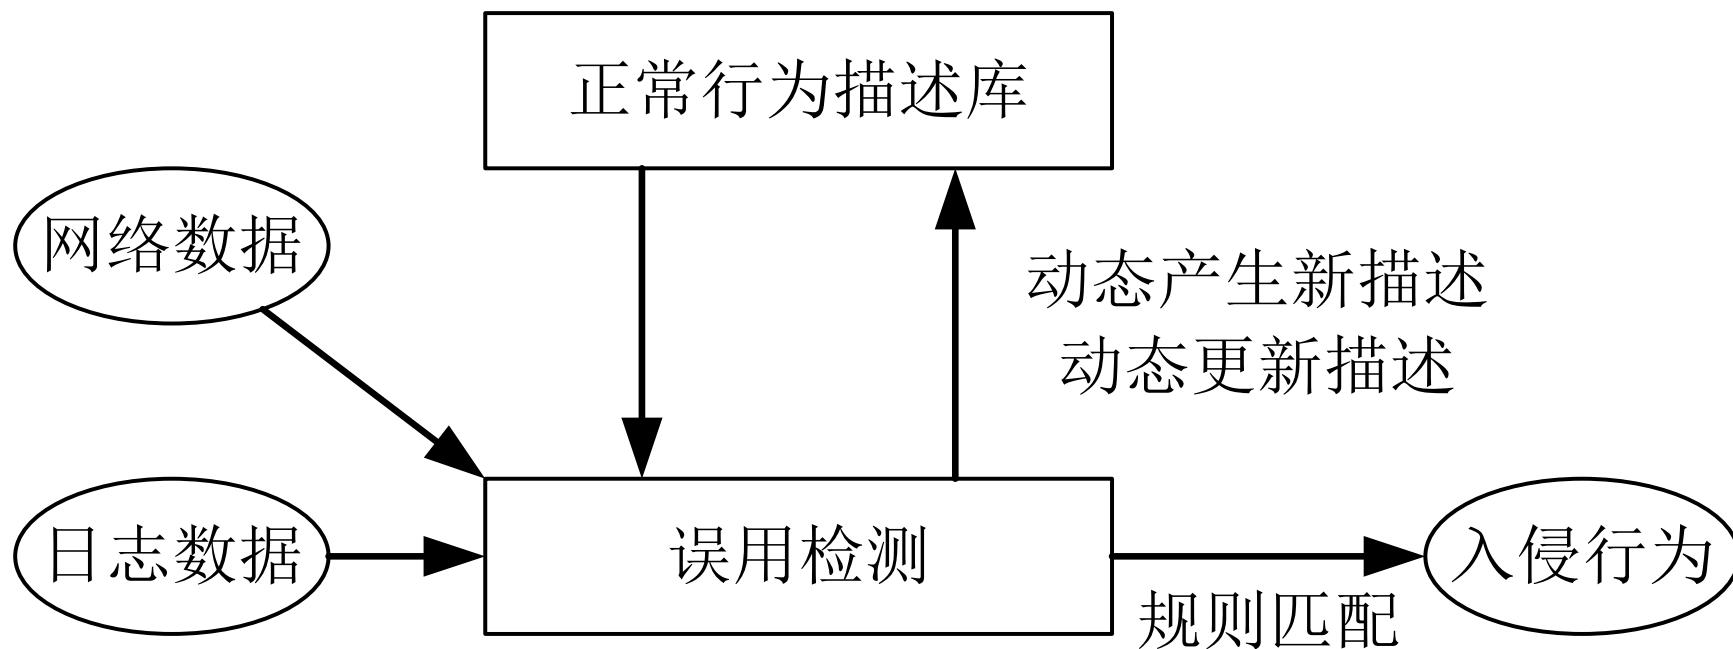 正常行为描述库
网络数据
动态产生新描述
动态更新描述
日志数据
误用检测
入侵行为
规则匹配